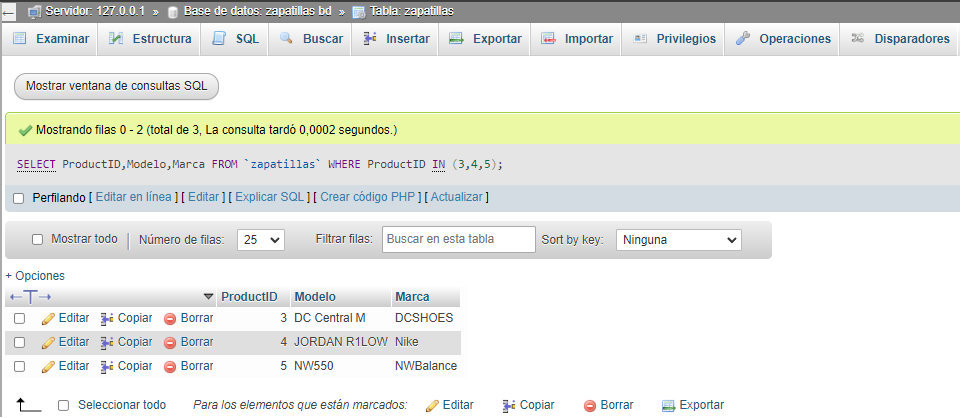 Servidor: 127.0.0.1 » Base de datos: zapatillas bd » Tabla: zapatillas
Examinar Estructura SQL Buscar Insertar Exportar Importar Privilegios Operaciones Disparadores
Mostrar ventana de consultas SQL
Mostrando filas 0 - 2 (total de 3, La consulta tardó 0,0002 segundos.)
SELECT ProductID,Modelo,Marca FROM `zapatillas` WHERE ProductID IN (3,4,5);
Perfilando [ Editar en línea ] [ Editar ] [ Explicar SQL ] [ Crear código PHP ] [ Actualizar ]
Mostrar todo Número de filas: 25 Filtrar filas: Buscar en esta tabla Sort by key: Ninguna
+ Opciones
ProductID Modelo Marca
Editar Copiar Borrar 3 DC Central M DCSHOES
Editar Copiar Borrar 4 JORDAN R1LOW Nike
Editar Copiar Borrar 5 NW550 NWBalance
Seleccionar todo Para los elementos que están marcados: Editar Copiar Borrar Exportar